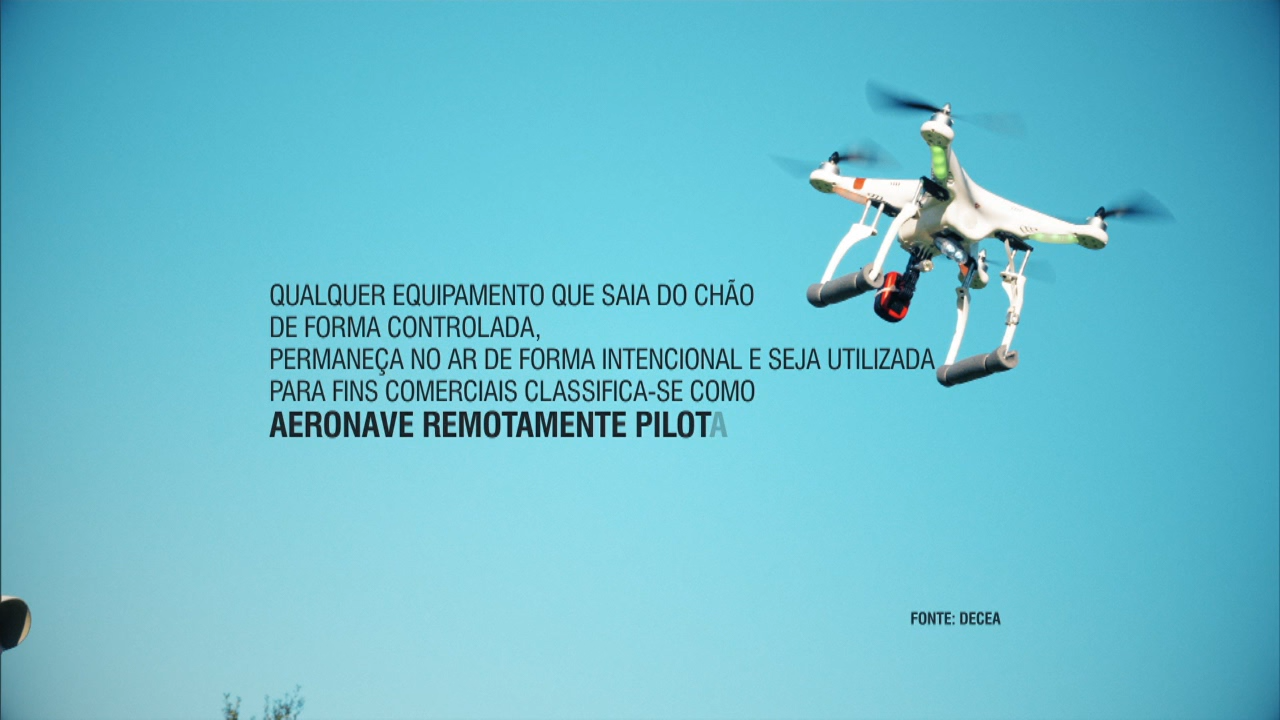 QUALQUER EQUIPAMENTO QUE SAIA DO CHÃO
DE FORMA CONTROLADA,
PERMANEÇA NO AR DE FORMA INTENCIONAL E SEJA UTILIZADA
PARA FINS COMERCIAIS CLASSIFICA-SE COMO
AERONAVE REMOTAMENTE PILOTA
FONTE: DECEA